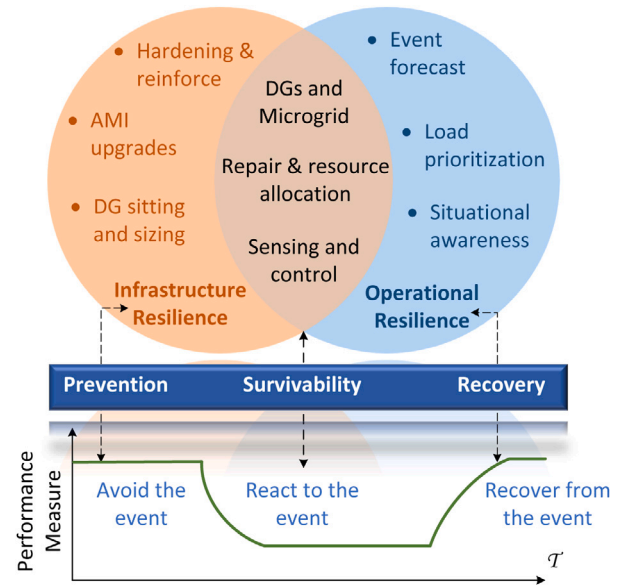 • Hardening &
reinforce
• AMI
upgrades
• DG sitting
and sizing
Infrastructure
Resilience
DGs and
Microgrid
Repair & resource
allocation
Sensing and
control
• Event
forecast
• Load
prioritization
• Situational
awareness
Operational
Resilience
Prevention
Survivability
Recovery
Performance
Measure
Avoid the
event
React to the
event
Recover from
the event
𝒯